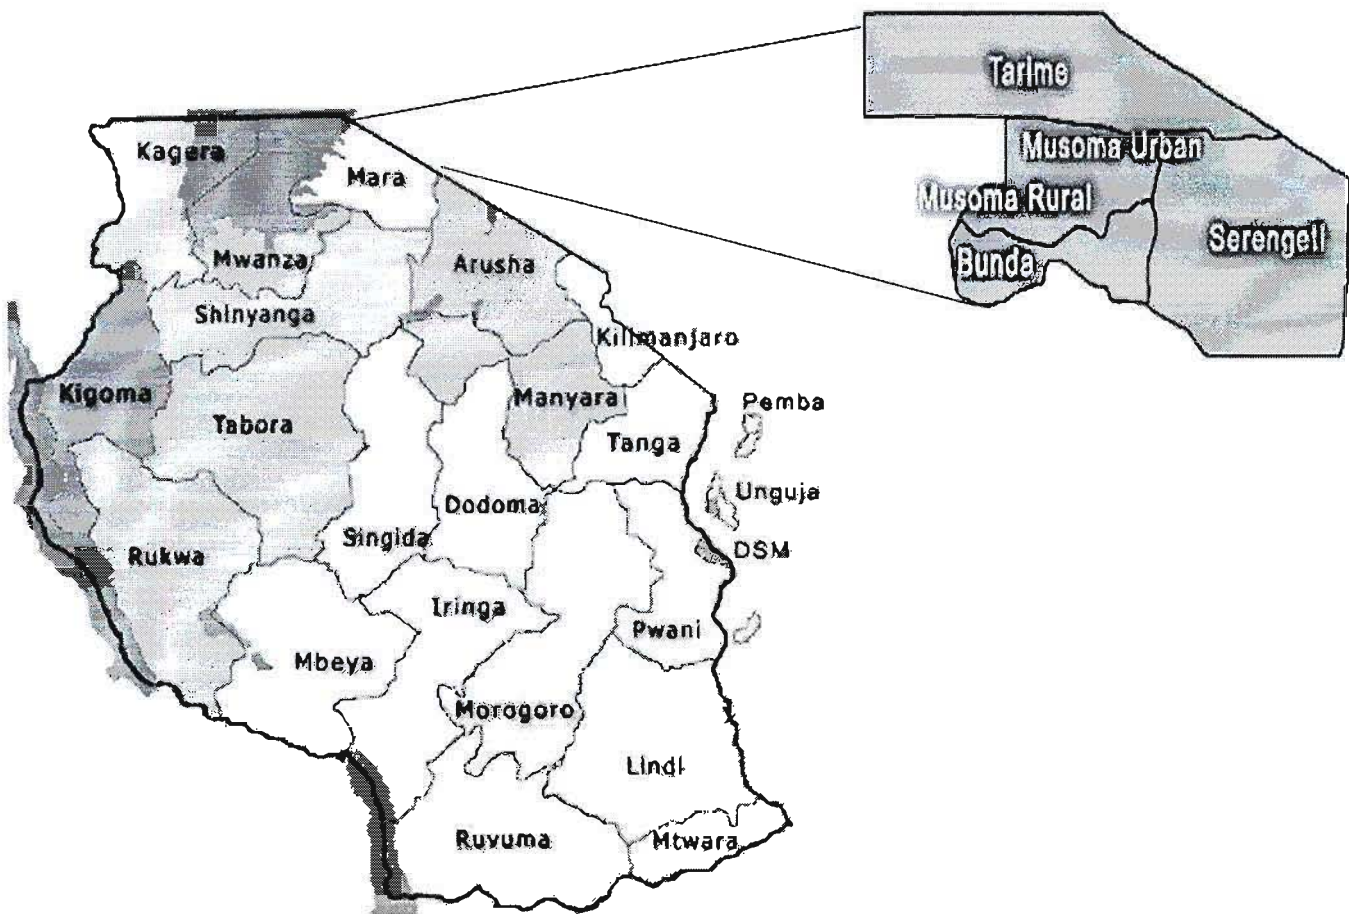 Tarime
Musoma Urban
Musoma Rural
Serengeti
Bunda
Kagera
Mara
Mwanza
Arusha
Shinyanga
Kilimanjaro
Kigoma
Tabora
Manyara
Pemba
Tanga
Unguja
Dodoma
Singida
DSM
Rukwa
Iringa
Pwani
Mbeya
Morogoro
Lindi
Ruvuma
Mtwara